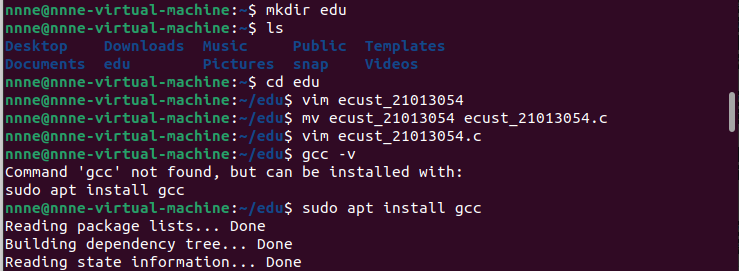 nnne@nnne-virtual-machine:~$ mkdir edu
nnne@nnne-virtual-machine:~$ ls
Desktop Downloads Music Public Templates
Documents edu Pictures snap Videos
nnne@nnne-virtual-machine:~$ cd edu
nnne@nnne-virtual-machine:~/edu$ vim ecust_21013054
nnne@nnne-virtual-machine:~/edu$ mv ecust_21013054 ecust_21013054.c
nnne@nnne-virtual-machine:~/edu$ vim ecust_21013054.c
nnne@nnne-virtual-machine:~/edu$ gcc -v
Command 'gcc' not found, but can be installed with:
sudo apt install gcc
nnne@nnne-virtual-machine:~/edu$ sudo apt install gcc
Reading package lists... Done
Building dependency tree... Done
Reading state information... Done